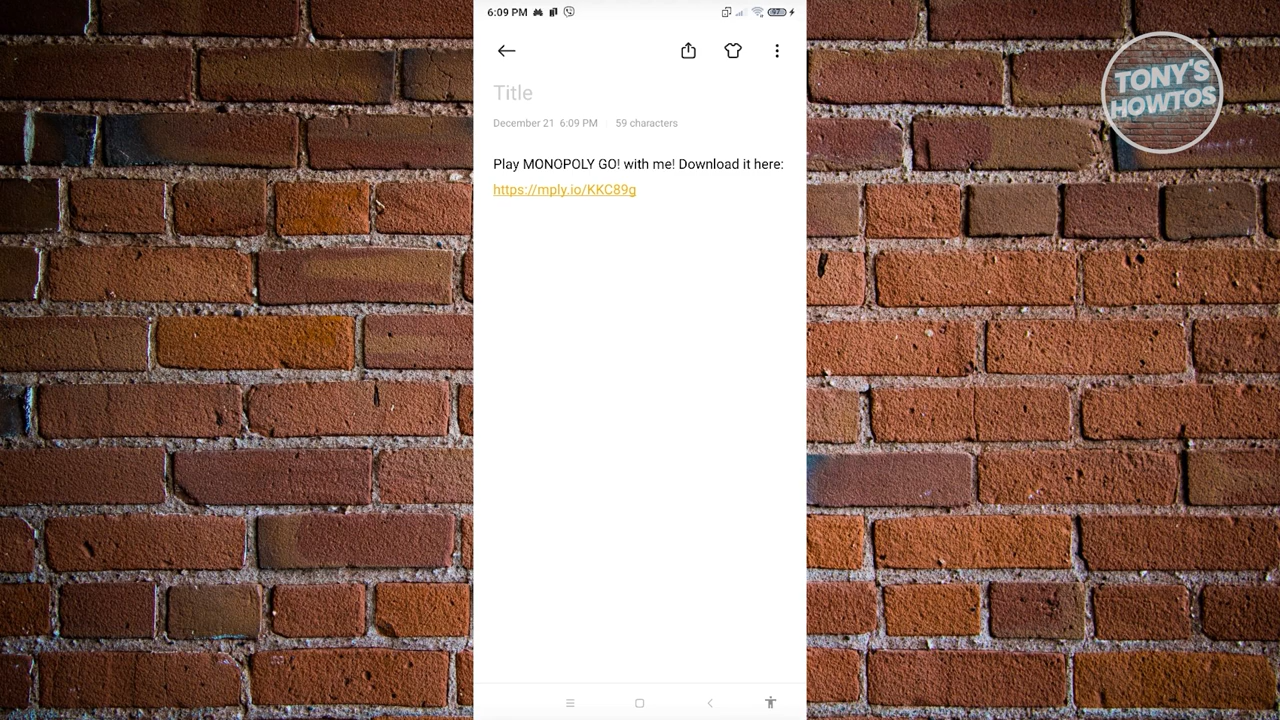 6:09 PM
97
Title
December 21 6:09 PM
59 characters
Play MONOPOLY GO! with me! Download it here:
https://mply.io/KKC89g
TONY'S
HOWTOS